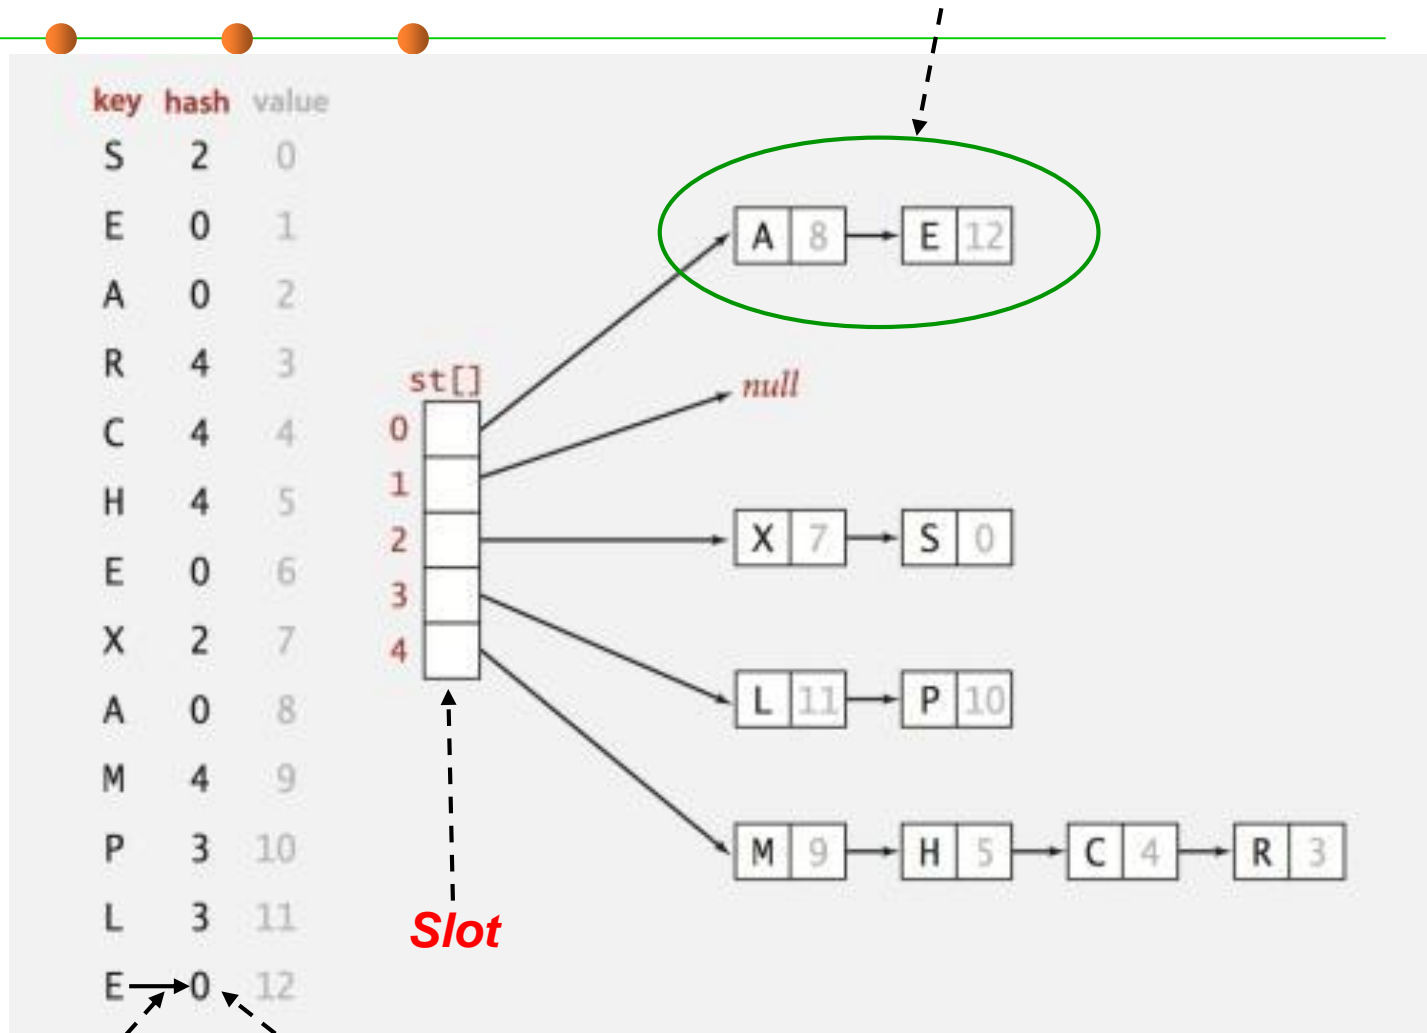 key hash value
S 2 0
E 0 1
A 0 2
R 4 3
C 4 4
H 4 5
E 0 6
X 2 7
A 0 8
M 4 9
P 3 10
L 3 11
E 0 12
st[]
0
1
2
3
4
Slot
A 8 E 12
null
X 7 S 0
L 11 P 10
M 9 H 5 C 4 R 3